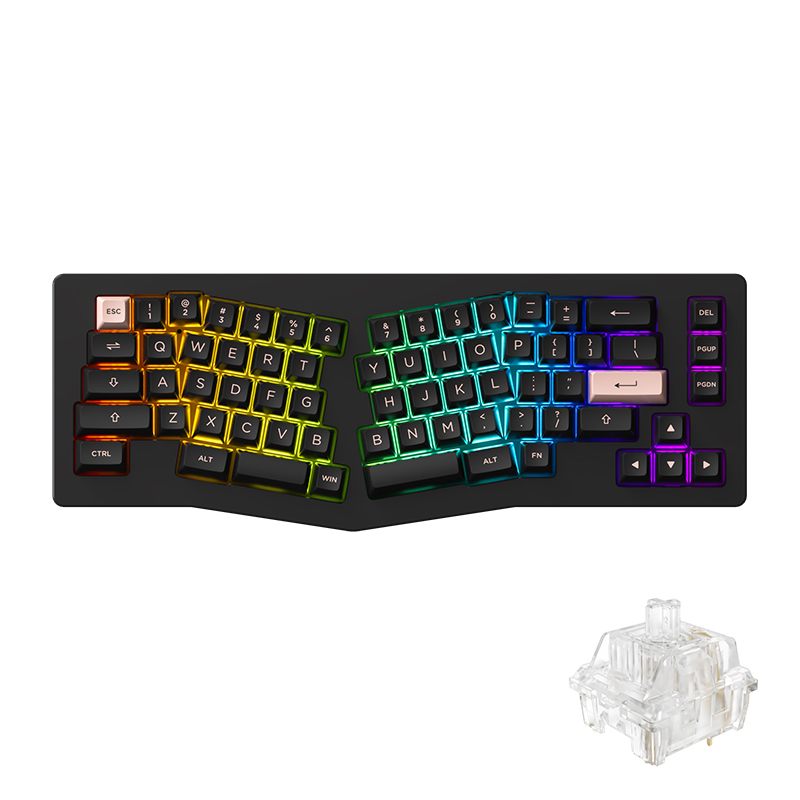 ESC ! 1 @ 2 # 3 $ 4 % 5 ^ 6 & 7 * 8 ( 9 ) 0 — - + = ← DEL
⇌ Q W E R T Y U I O P { [ } ] | \ PGUP
A S D F G H J K L : ; " ' PGDN
⇧ Z X C V B B N M < , > . ? / ⇧ ▲
CTRL ALT WIN ALT FN ◀ ▼ ▶